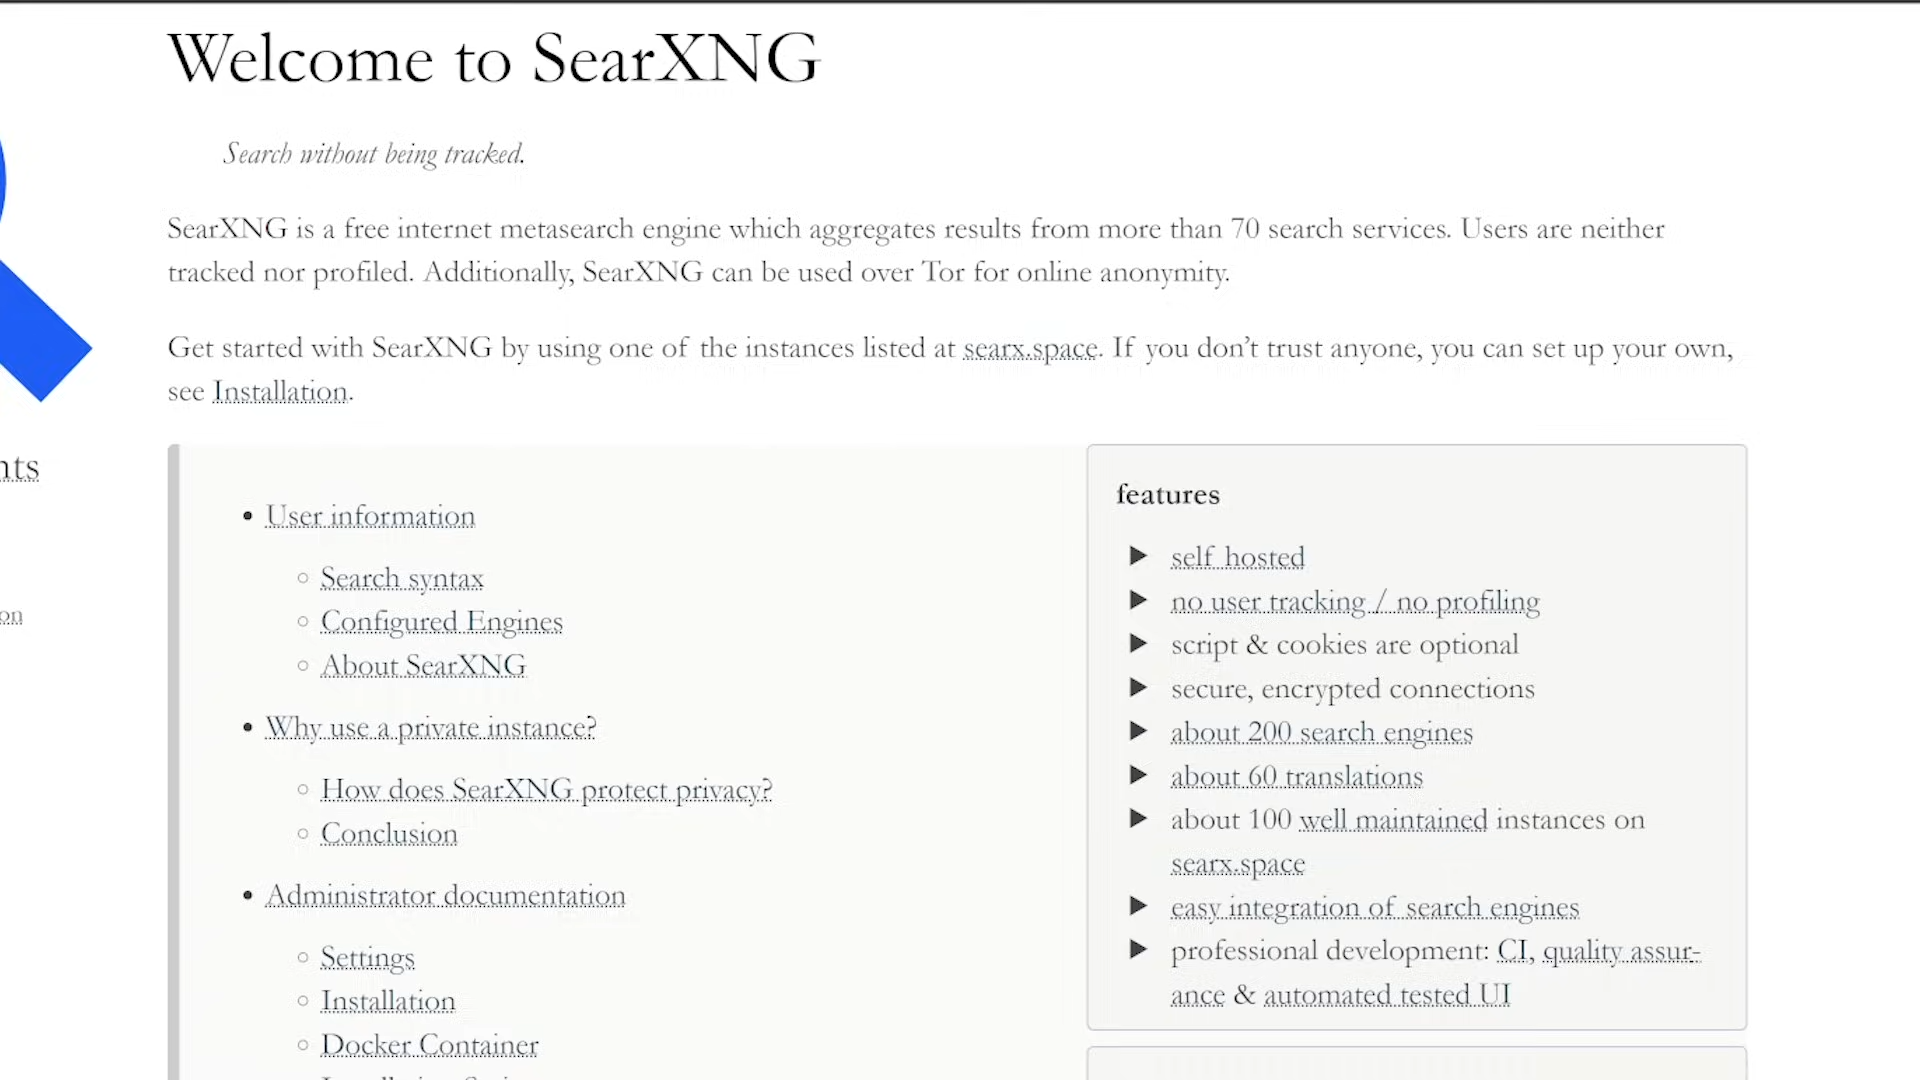 Welcome to SearXNG
Search without being tracked.
SearXNG is a free internet metasearch engine which aggregates results from more than 70 search services. Users are neither
tracked nor profiled. Additionally, SearXNG can be used over Tor for online anonymity.
Get started with SearXNG by using one of the instances listed at searx.space. If you don’t trust anyone, you can set up your own,
see Installation.
nts
on
• User information
○ Search syntax
○ Configured Engines
○ About SearXNG
• Why use a private instance?
○ How does SearXNG protect privacy?
○ Conclusion
• Administrator documentation
○ Settings
○ Installation
○ Docker Container
features
▶ self hosted
▶ no user tracking / no profiling
▶ script & cookies are optional
▶ secure, encrypted connections
▶ about 200 search engines
▶ about 60 translations
▶ about 100 well maintained instances on
searx.space
▶ easy integration of search engines
▶ professional development: CI, quality assur-
ance & automated tested UI